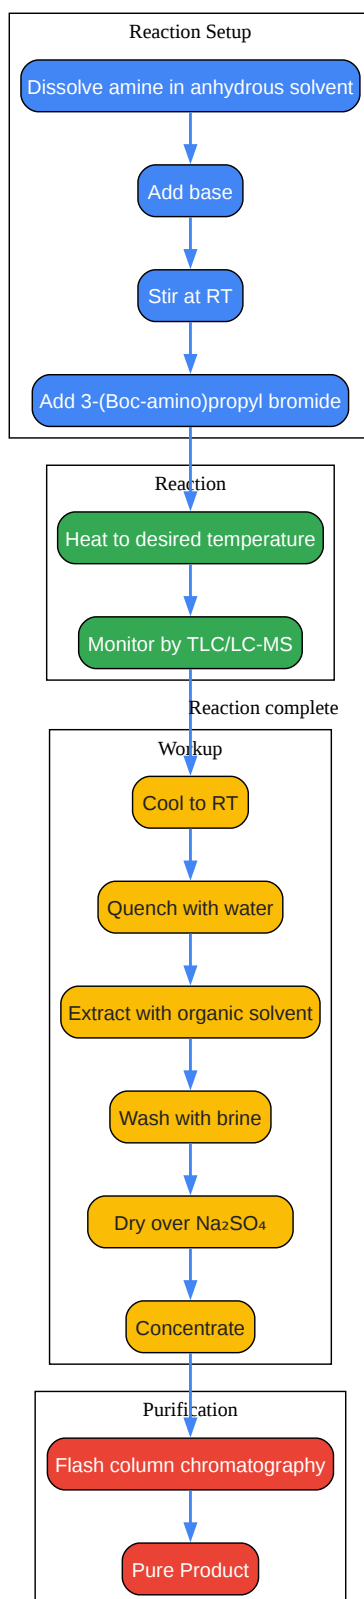 Reaction Setup
Dissolve amine in anhydrous solvent
Add base
Stir at RT
Add 3-(Boc-amino)propyl bromide
Reaction
Heat to desired temperature
Monitor by TLC/LC-MS
Reaction complete
Workup
Cool to RT
Quench with water
Extract with organic solvent
Wash with brine
Dry over Na₂SO₄
Concentrate
Purification
Flash column chromatography
Pure Product